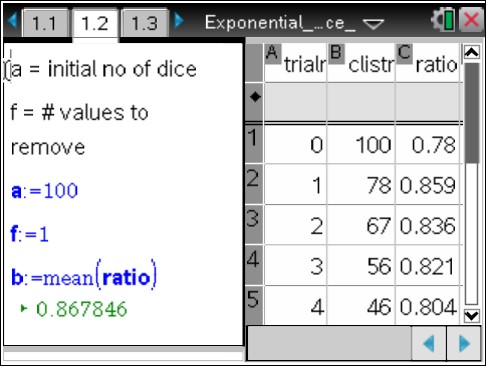 1.1 1.2 1.3 Exponential_...ce_
a = initial no of dice
f = # values to
remove
a:=100
f:=1
b:=mean(ratio)
▸ 0.867846
A trialr B clistr C ratio
◆
1 0 100 0.78
2 1 78 0.859
3 2 67 0.836
4 3 56 0.821
5 4 46 0.804